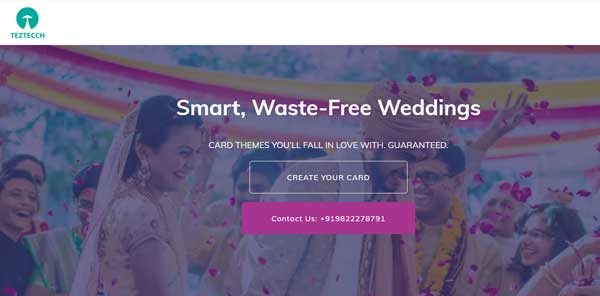 TEZTECCH
Smart, Waste-Free Weddings
CARD THEMES YOU'LL FALL IN LOVE WITH. GUARANTEED.
CREATE YOUR CARD
Contact Us: +919822278791